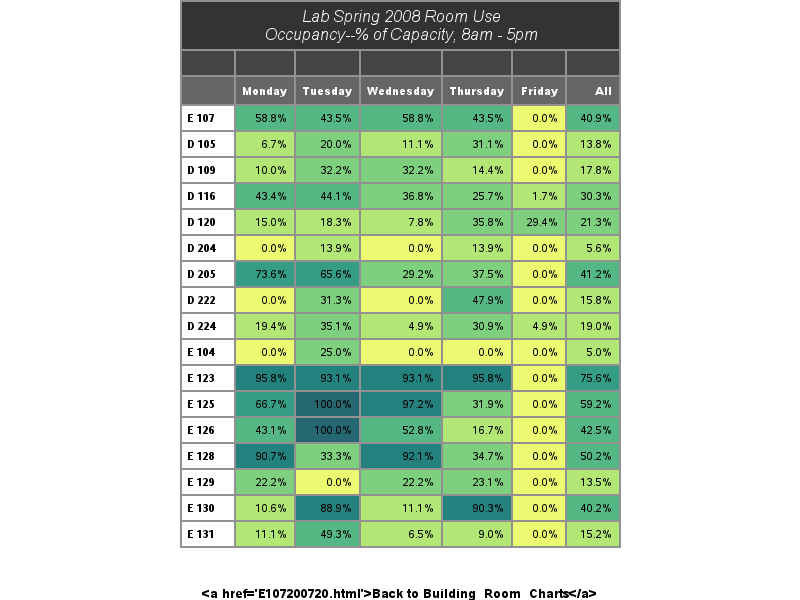 Lab Spring 2008 Room Use
Occupancy--% of Capacity, 8am - 5pm
Monday Tuesday Wednesday Thursday Friday All
E 107 58.8% 43.5% 58.8% 43.5% 0.0% 40.9%
D 105 6.7% 20.0% 11.1% 31.1% 0.0% 13.8%
D 109 10.0% 32.2% 32.2% 14.4% 0.0% 17.8%
D 116 43.4% 44.1% 36.8% 25.7% 1.7% 30.3%
D 120 15.0% 18.3% 7.8% 35.8% 29.4% 21.3%
D 204 0.0% 13.9% 0.0% 13.9% 0.0% 5.6%
D 205 73.6% 65.6% 29.2% 37.5% 0.0% 41.2%
D 222 0.0% 31.3% 0.0% 47.9% 0.0% 15.8%
D 224 19.4% 35.1% 4.9% 30.9% 4.9% 19.0%
E 104 0.0% 25.0% 0.0% 0.0% 0.0% 5.0%
E 123 95.8% 93.1% 93.1% 95.8% 0.0% 75.6%
E 125 66.7% 100.0% 97.2% 31.9% 0.0% 59.2%
E 126 43.1% 100.0% 52.8% 16.7% 0.0% 42.5%
E 128 90.7% 33.3% 92.1% 34.7% 0.0% 50.2%
E 129 22.2% 0.0% 22.2% 23.1% 0.0% 13.5%
E 130 10.6% 88.9% 11.1% 90.3% 0.0% 40.2%
E 131 11.1% 49.3% 6.5% 9.0% 0.0% 15.2%
<a href='E107200720.html'>Back to Building_Room_Charts</a>